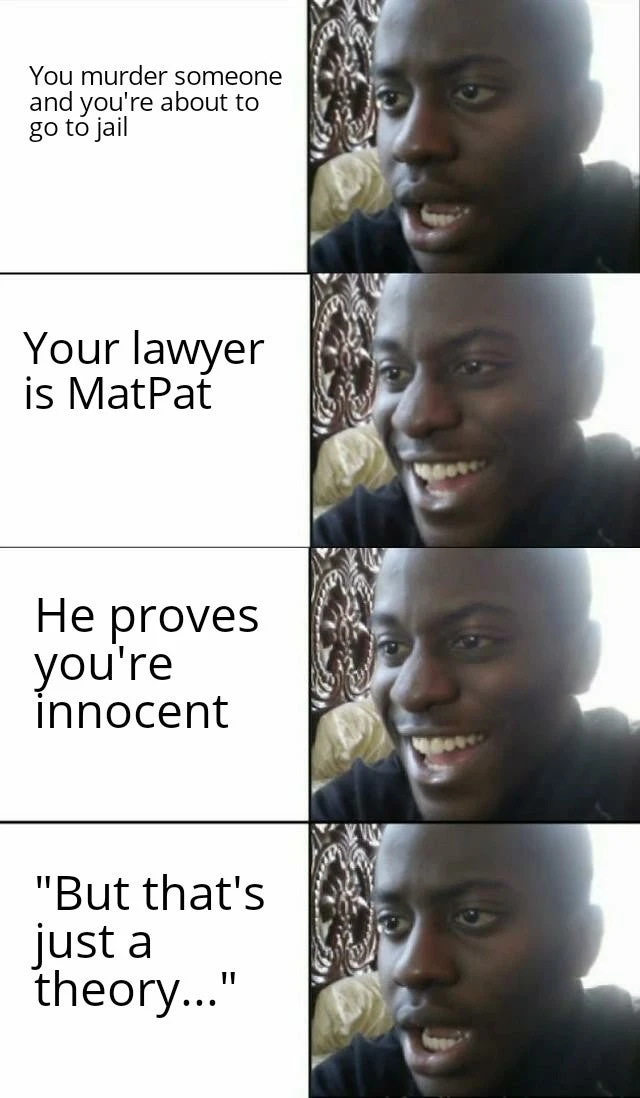 You murder someone
and you're about to
go to jail
Your lawyer
is MatPat
He proves
you're
innocent
"But that's
just a
theory..."